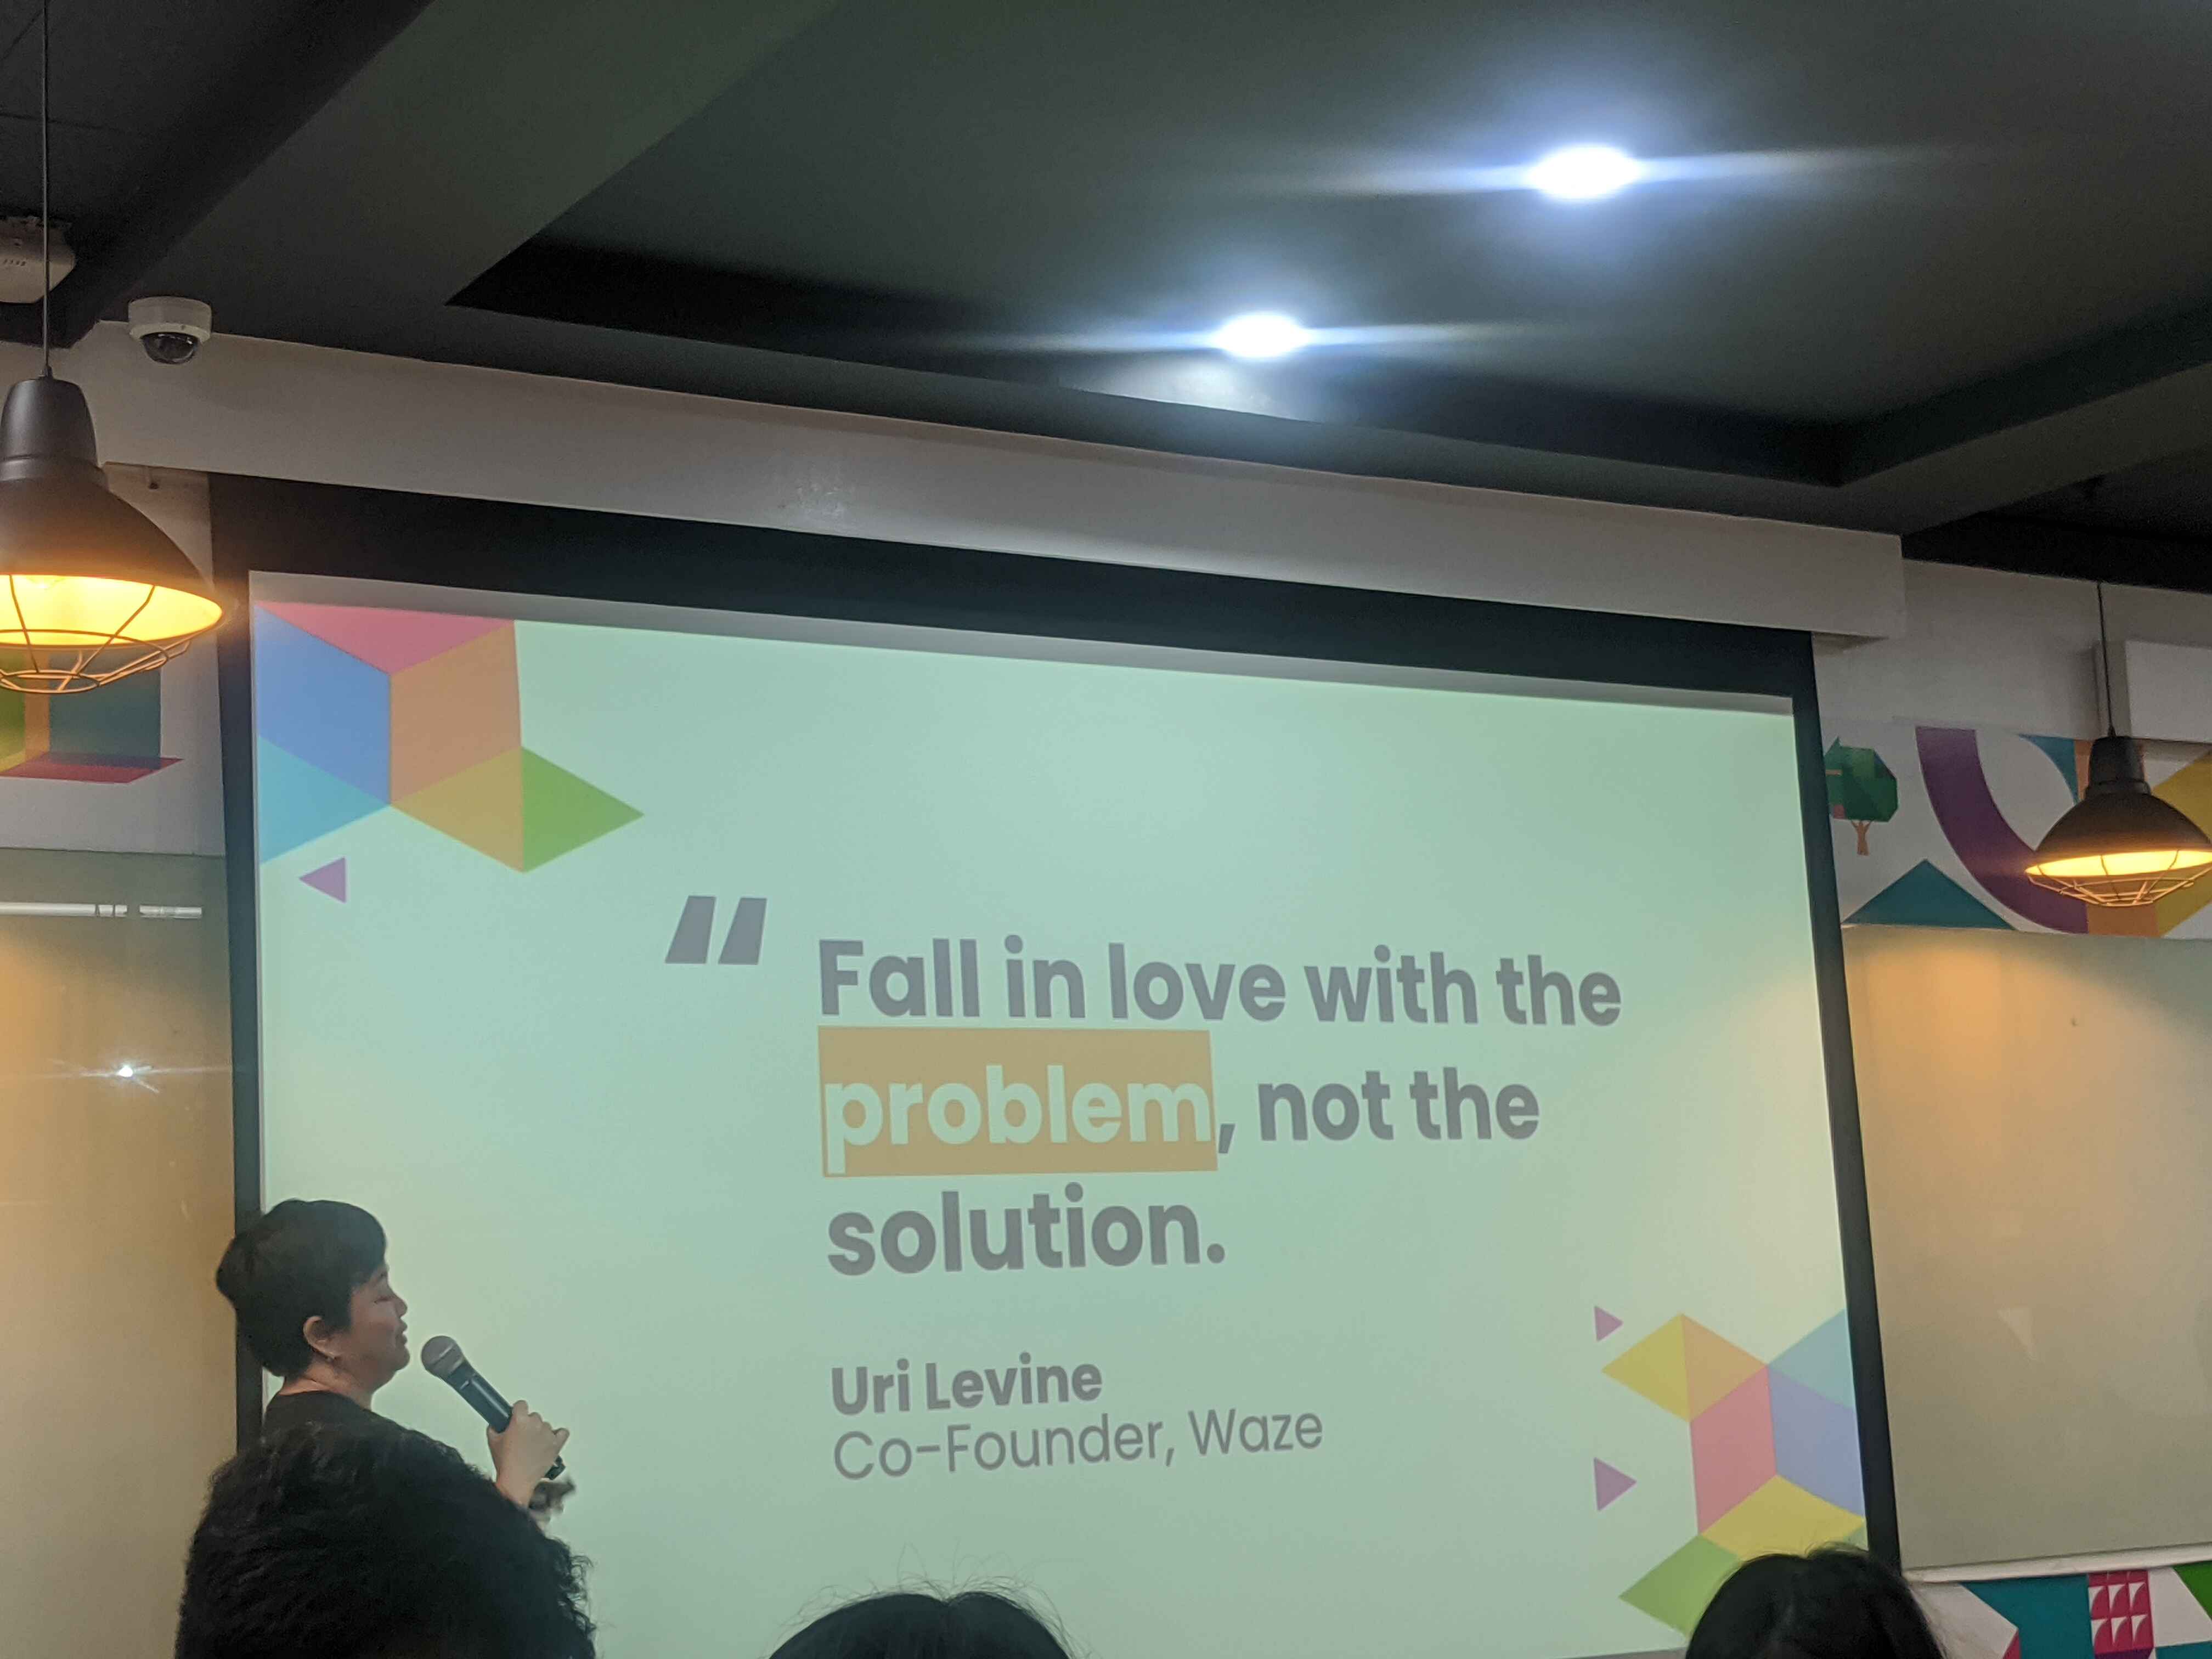 “ Fall in love with the
problem, not the
solution.
Uri Levine
Co-Founder, Waze